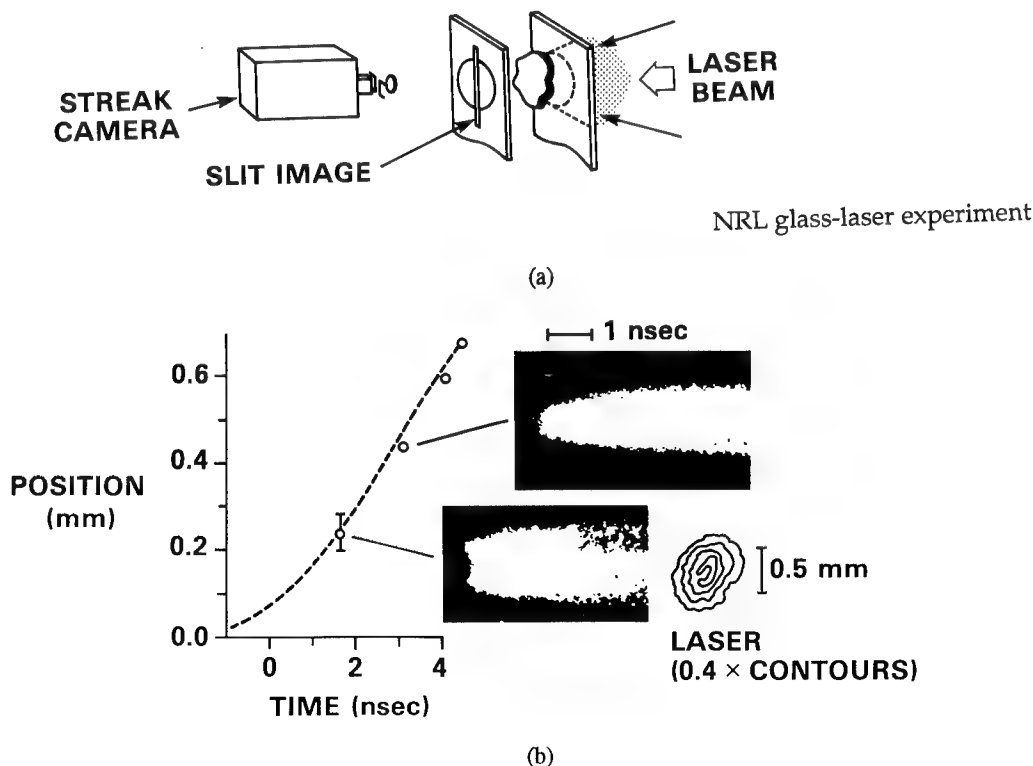 STREAK
CAMERA
SLIT IMAGE
LASER
BEAM
NRL glass-laser experiment
(a)
1 nsec
0.6
0.4
0.2
0.0
POSITION
(mm)
0 2 4
TIME (nsec)
0.5 mm
LASER
(0.4 × CONTOURS)
(b)